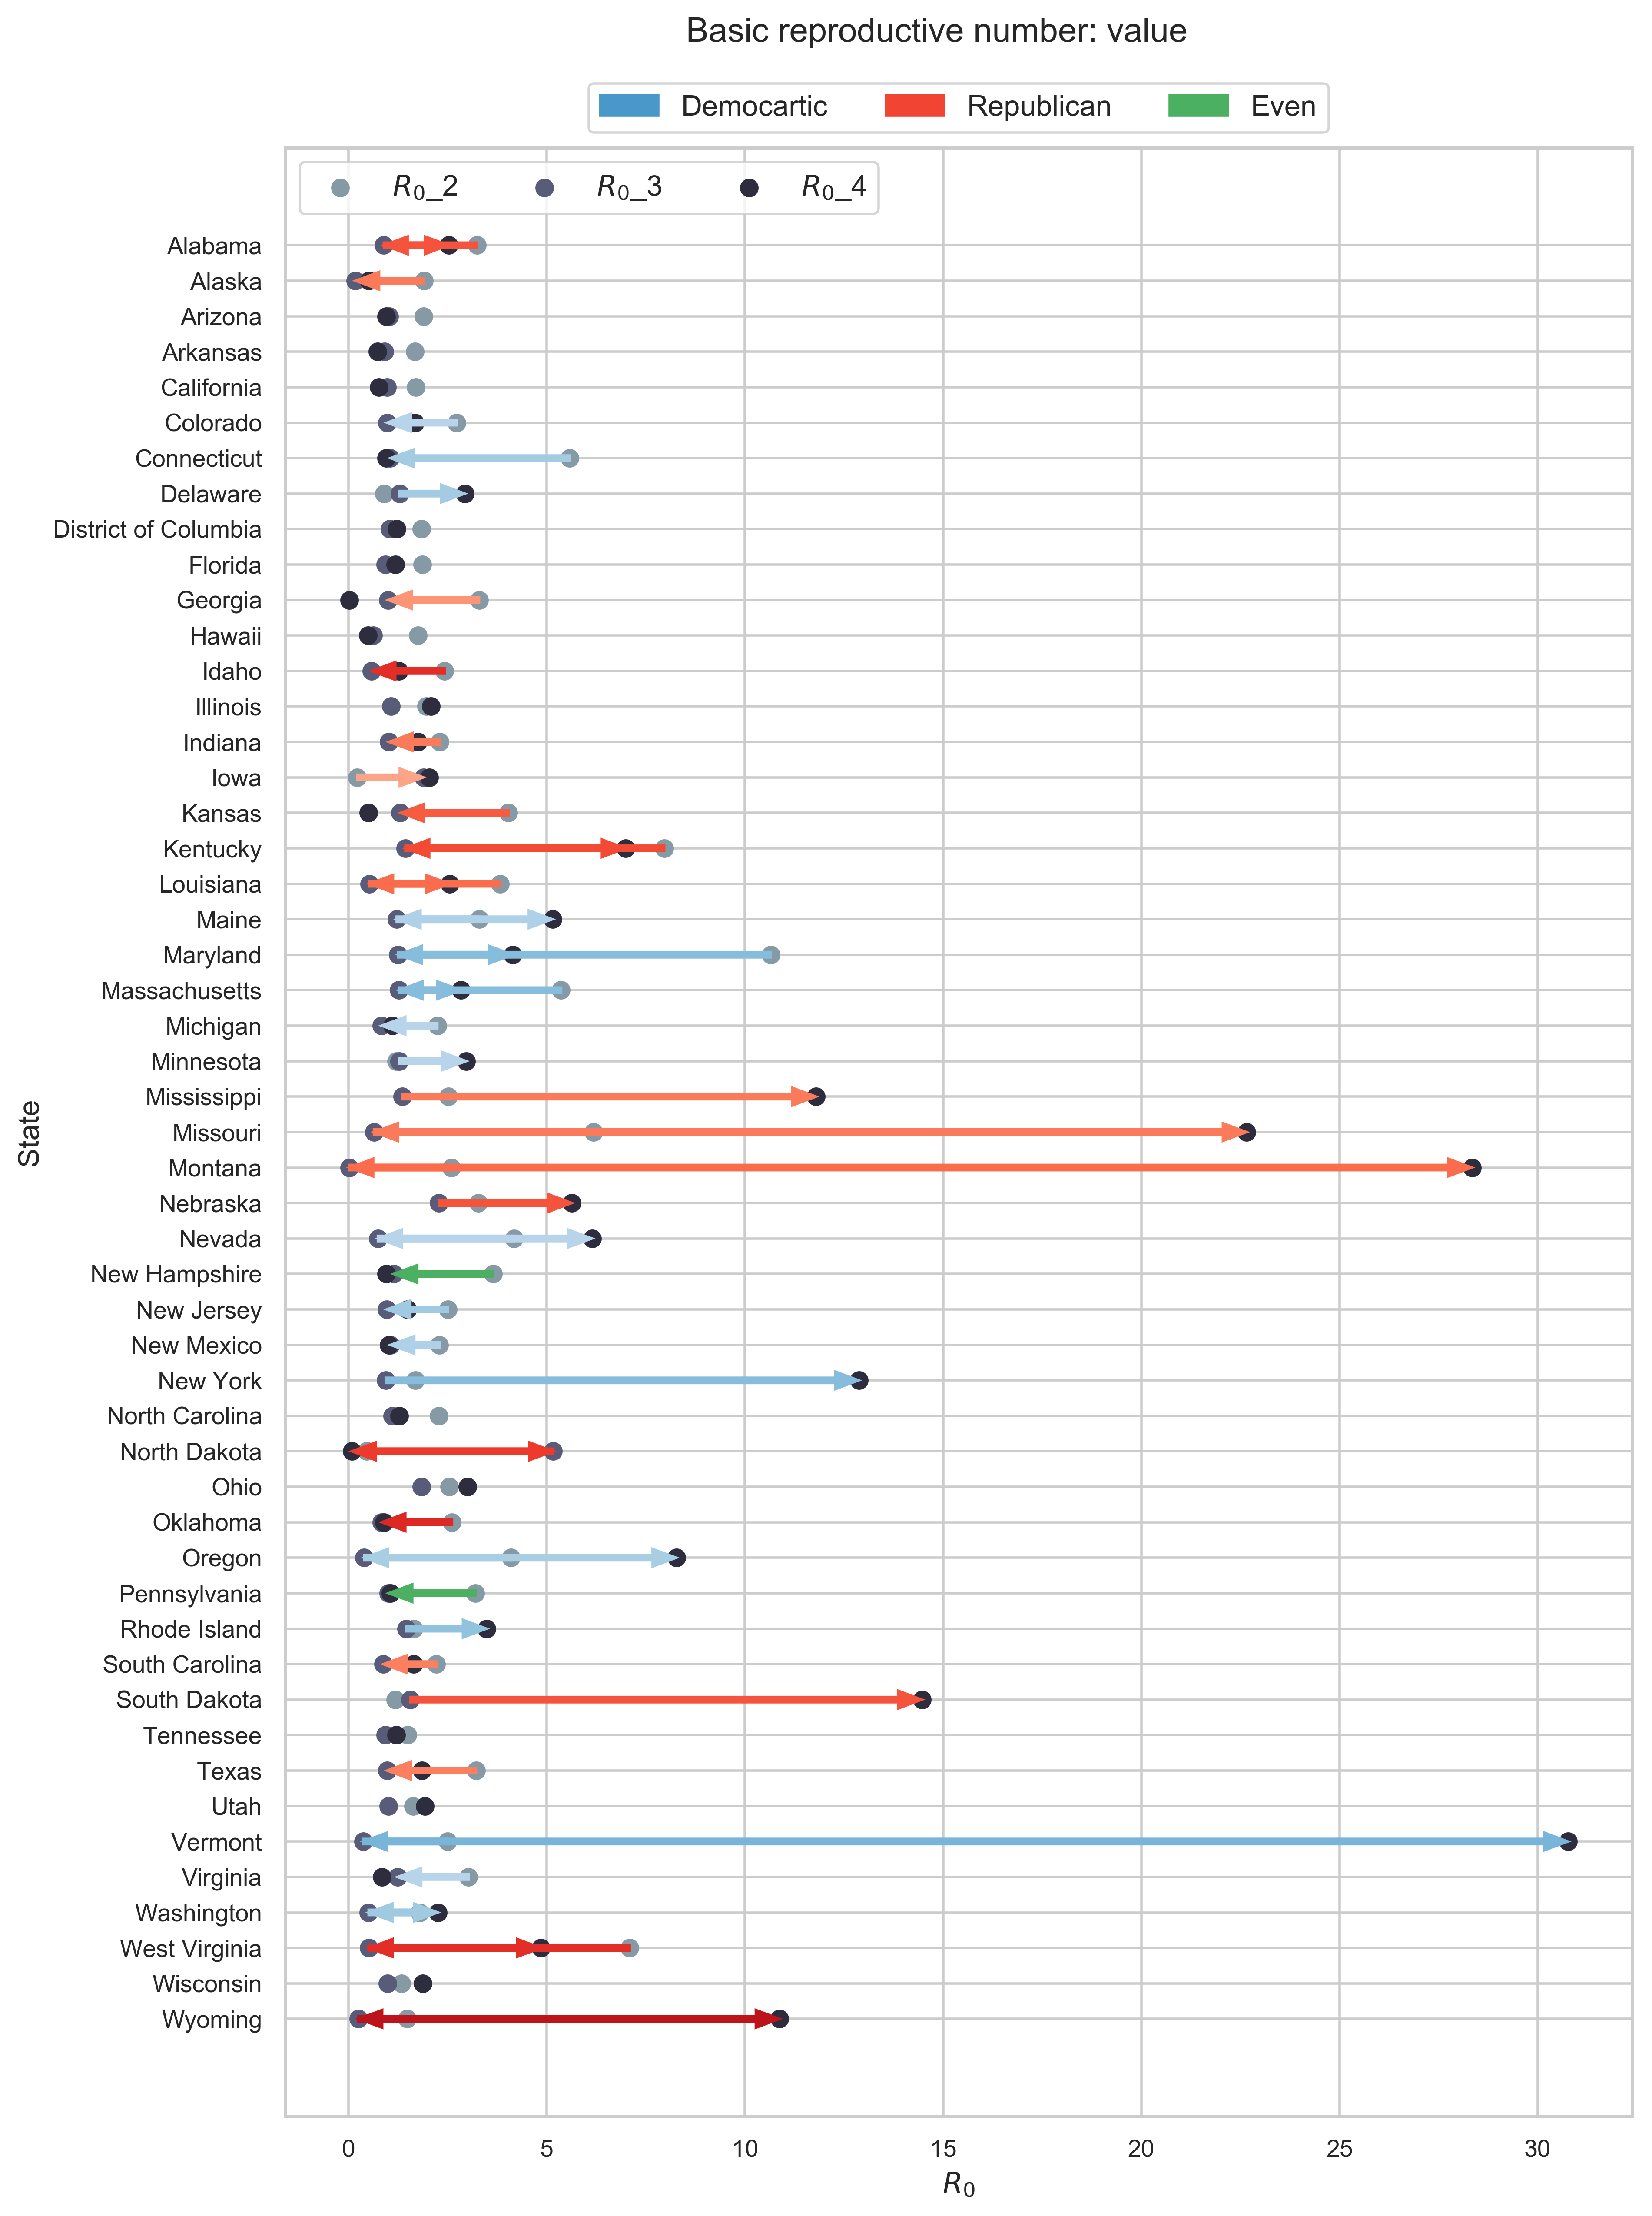 Basic reproductive number: value
Democartic Republican Even
R0_2 R0_3 R0_4
Alabama
Alaska
Arizona
Arkansas
California
Colorado
Connecticut
Delaware
District of Columbia
Florida
Georgia
Hawaii
Idaho
Illinois
Indiana
Iowa
Kansas
Kentucky
Louisiana
Maine
Maryland
Massachusetts
Michigan
Minnesota
Mississippi
Missouri
Montana
Nebraska
Nevada
New Hampshire
New Jersey
New Mexico
New York
North Carolina
North Dakota
Ohio
Oklahoma
Oregon
Pennsylvania
Rhode Island
South Carolina
South Dakota
Tennessee
Texas
Utah
Vermont
Virginia
Washington
West Virginia
Wisconsin
Wyoming
State
0 5 10 15 20 25 30
R0